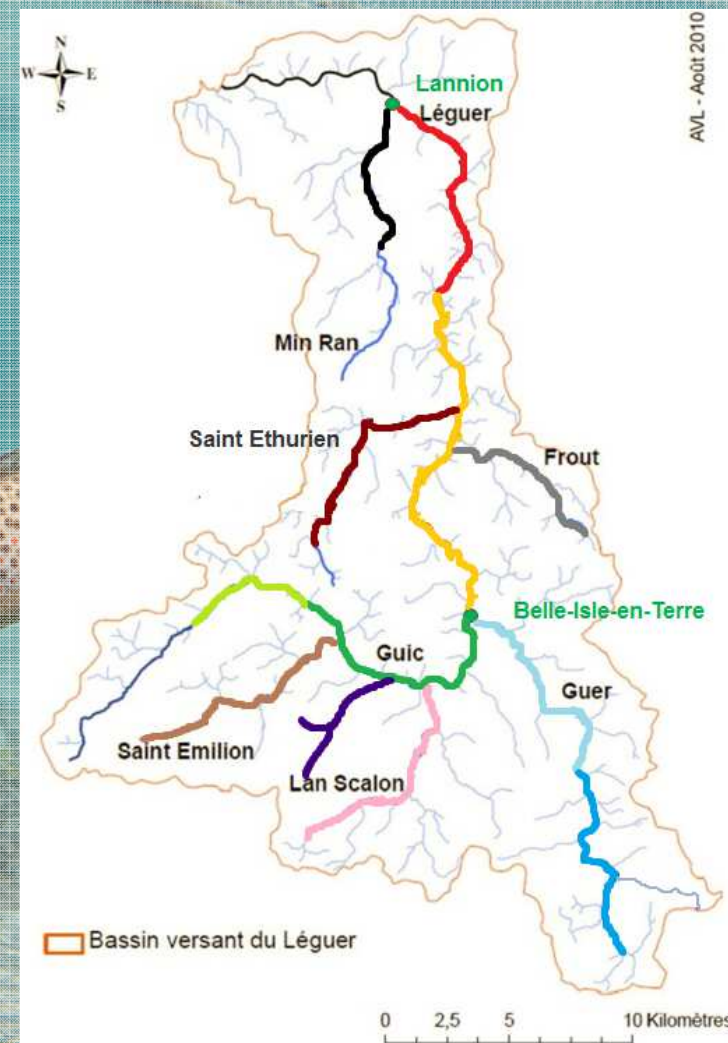 N
W E
S
AVL - Août 2010
Lannion
Léguer
Min Ran
Saint Ethurien
Frout
Belle-Isle-en-Terre
Guic
Guer
Saint Emilion
Lan Scalon
Bassin versant du Léguer
0 2,5 5 10 Kilomètres